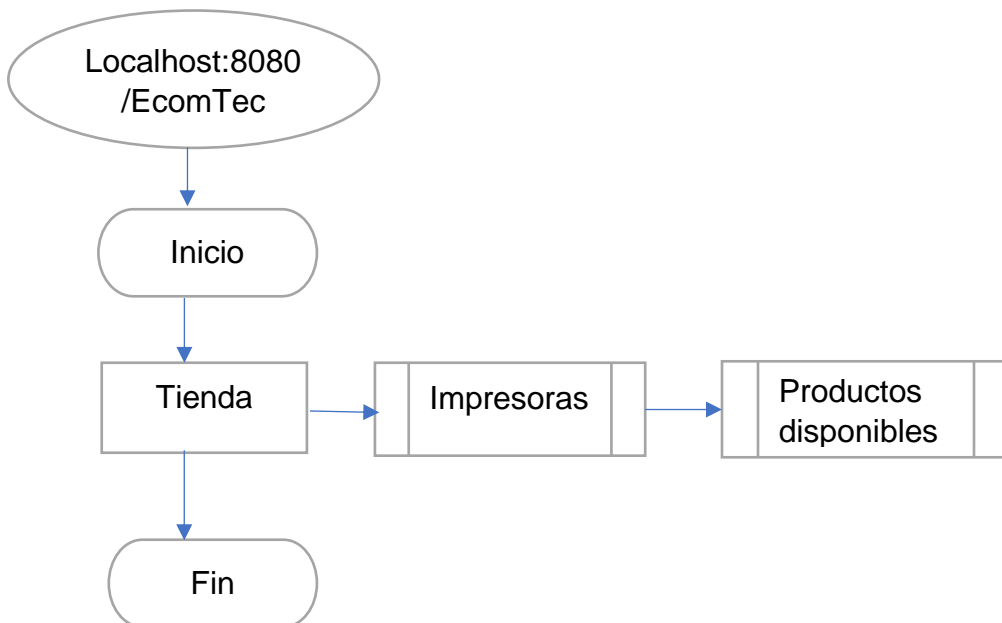 Localhost:8080
/EcomTec
Inicio
Tienda
Impresoras
Productos
disponibles
Fin